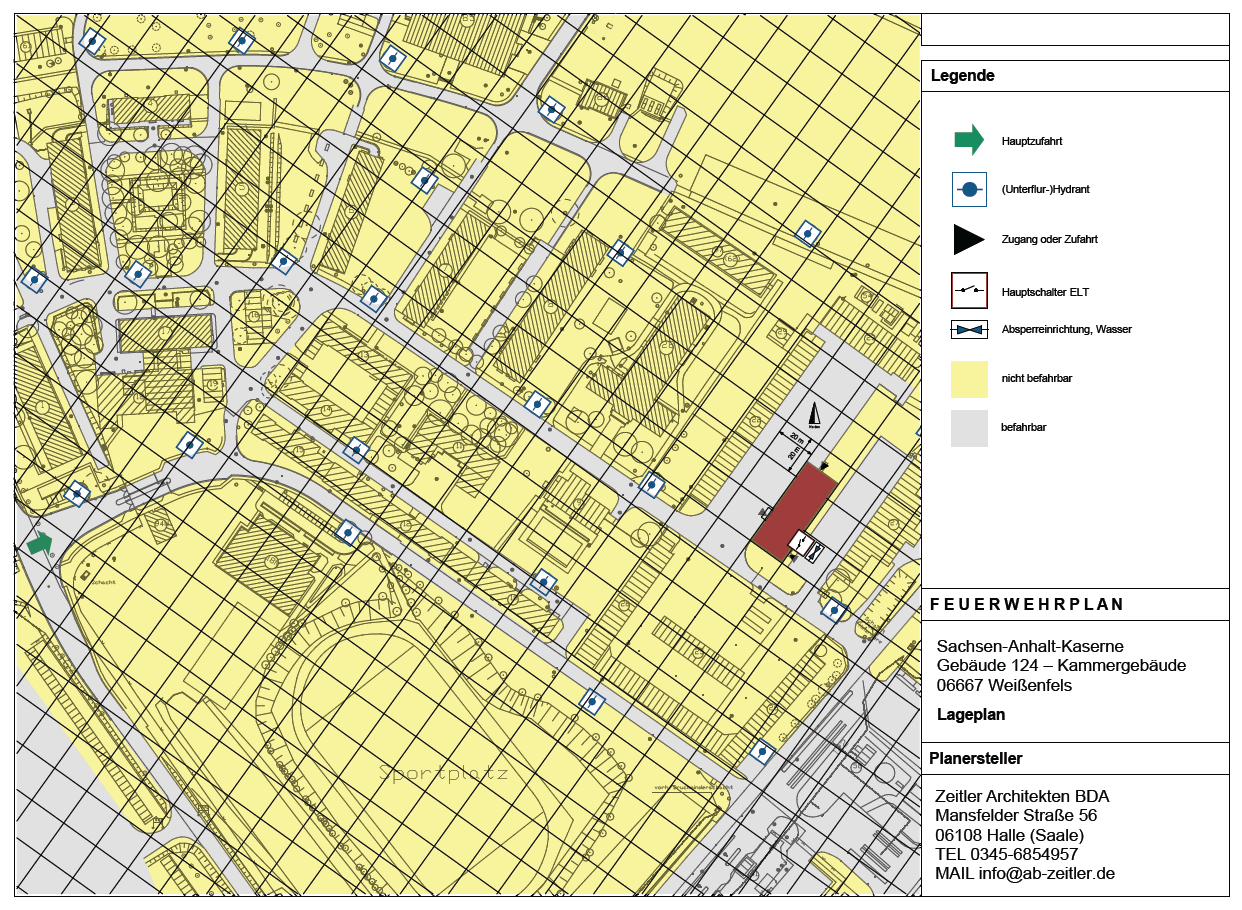 Legende
Hauptzufahrt
(Unterflur-)Hydrant
Zugang oder Zufahrt
Hauptschalter ELT
Absperreinrichtung, Wasser
nicht befahrbar
befahrbar
FEUERWEHRPLAN
Sachsen-Anhalt-Kaserne
Gebäude 124 – Kammergebäude
06667 Weißenfels
Lageplan
Planersteller
Zeitler Architekten BDA
Mansfelder Straße 56
06108 Halle (Saale)
TEL 0345-6854957
MAIL info@ab-zeitler.de
20 m
20 m
Schacht
Sportplatz